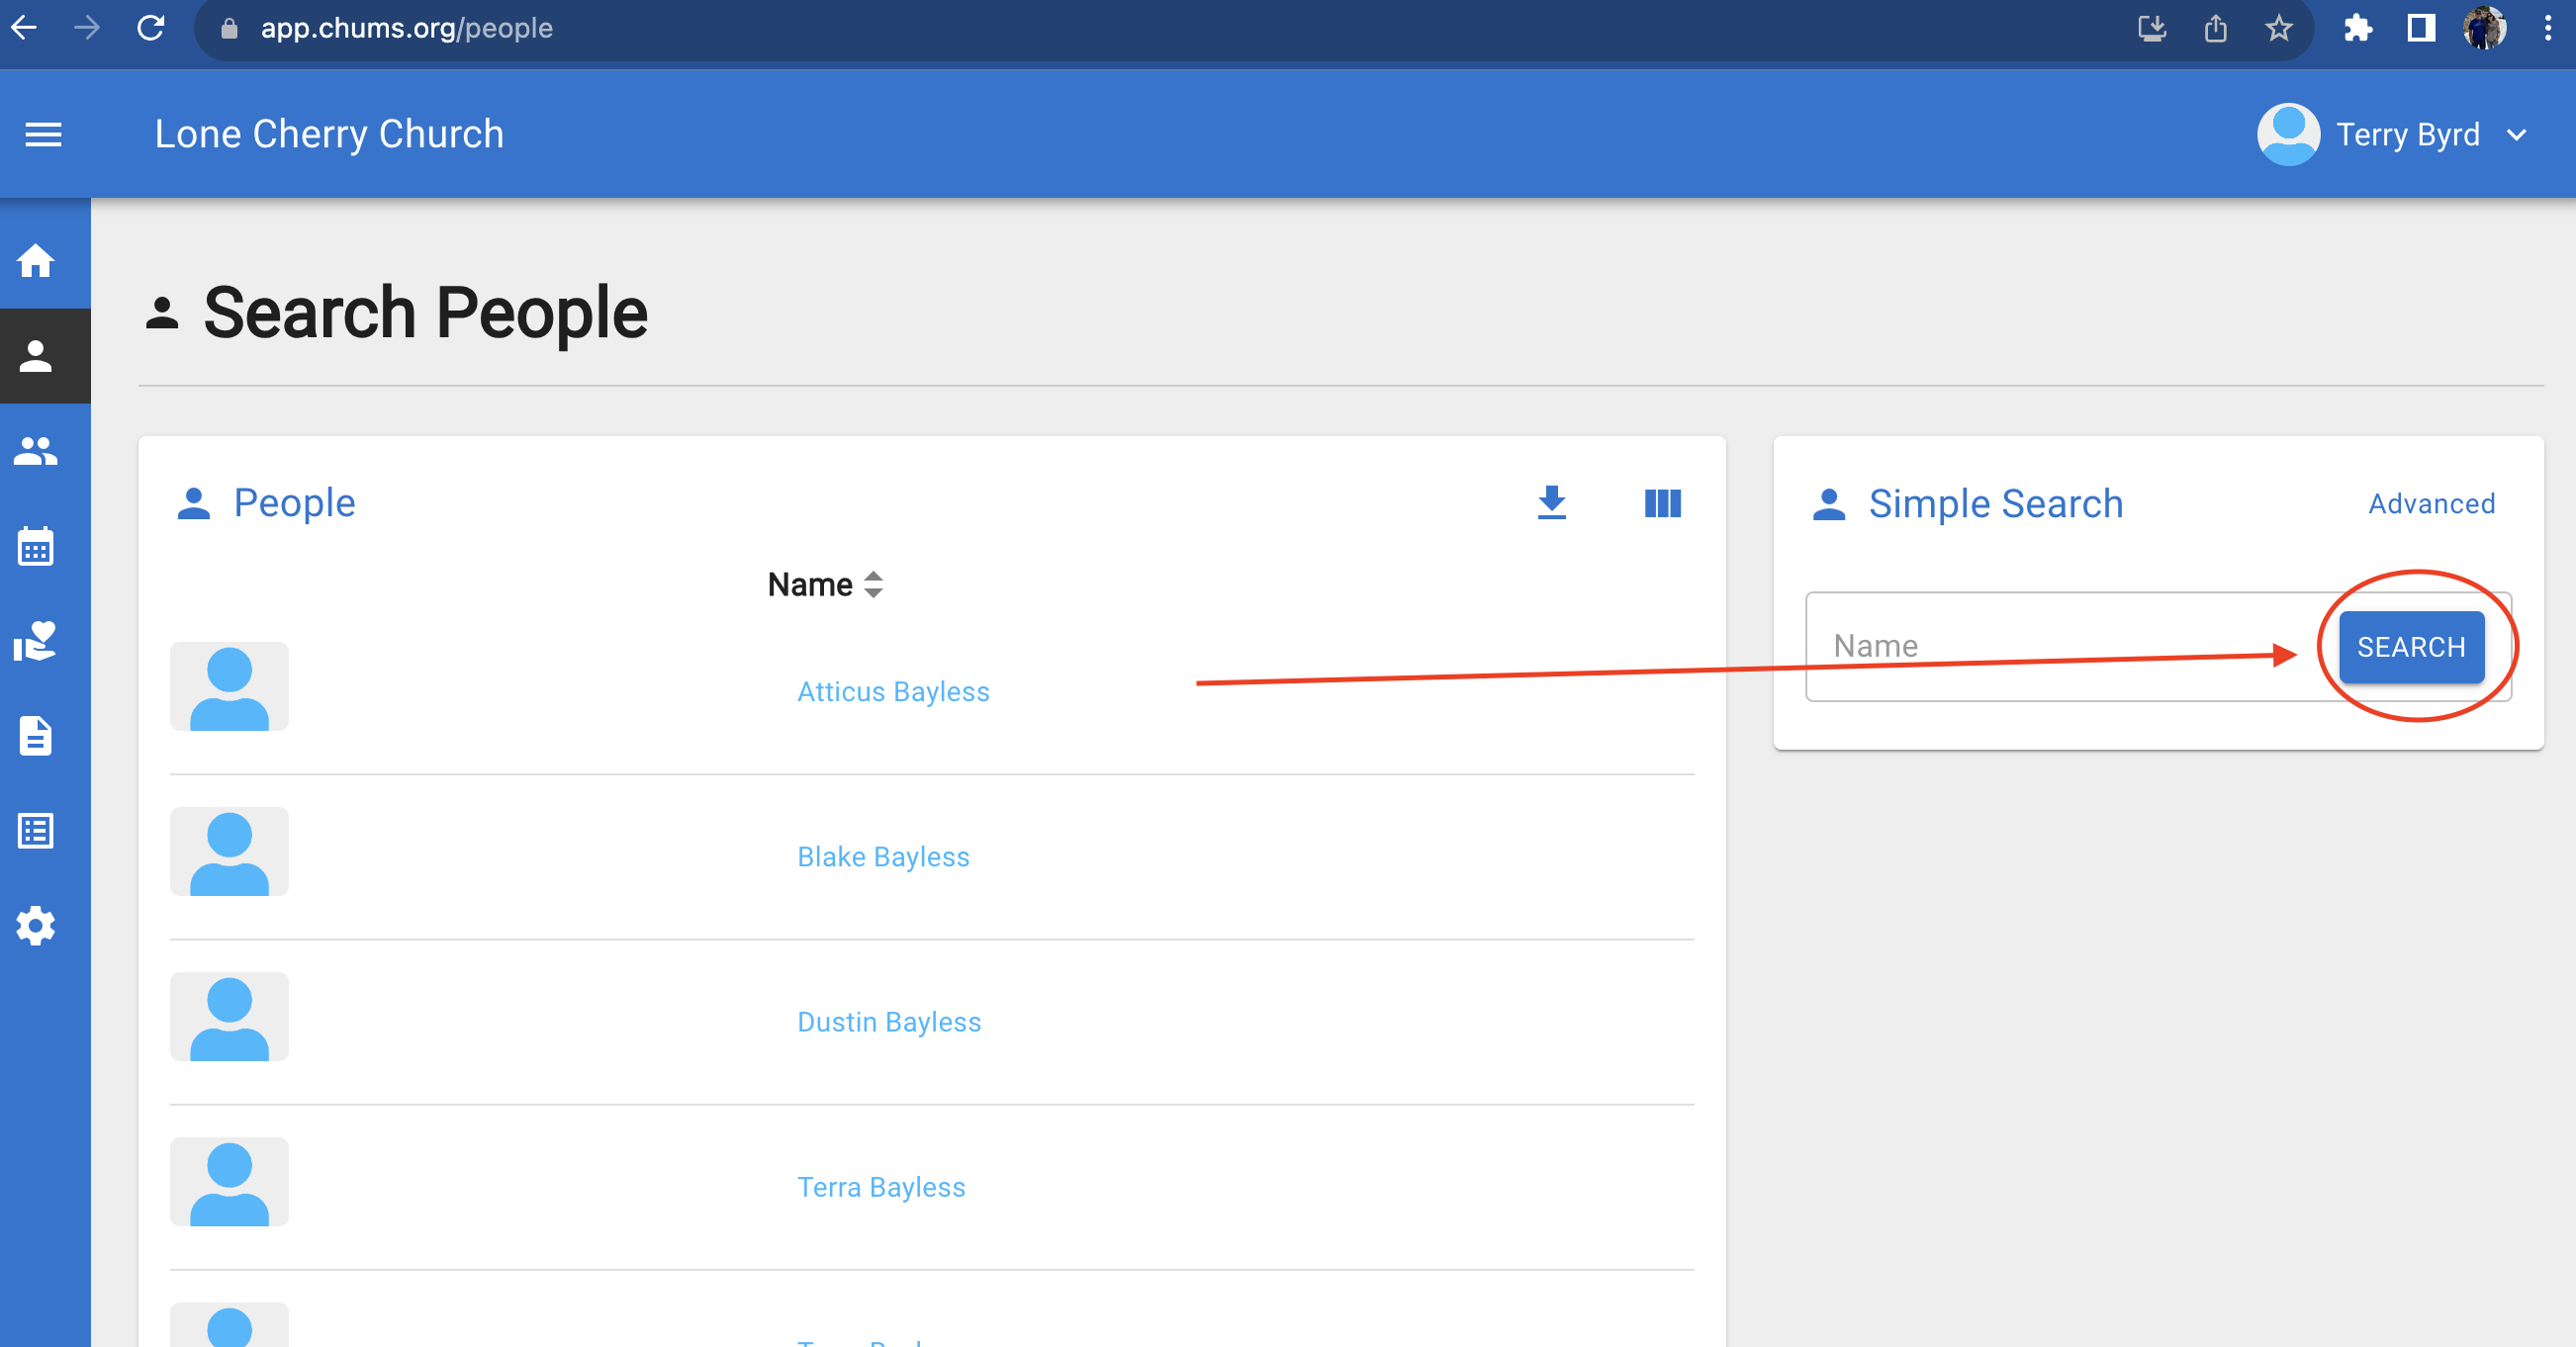 app.chums.org/people
Lone Cherry Church
Terry Byrd
Search People
People
Name
Atticus Bayless
Blake Bayless
Dustin Bayless
Terra Bayless
Simple Search
Advanced
Name
SEARCH